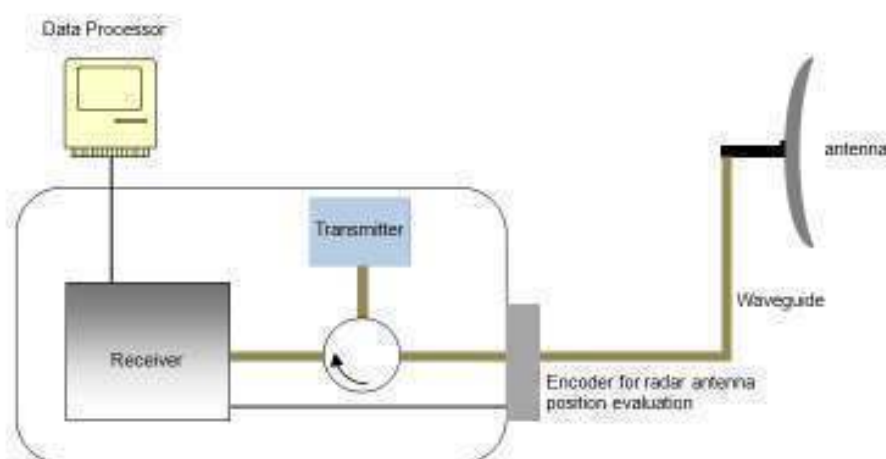 Data Processor
antenna
Transmitter
Waveguide
Receiver
Encoder for radar antenna
position evaluation